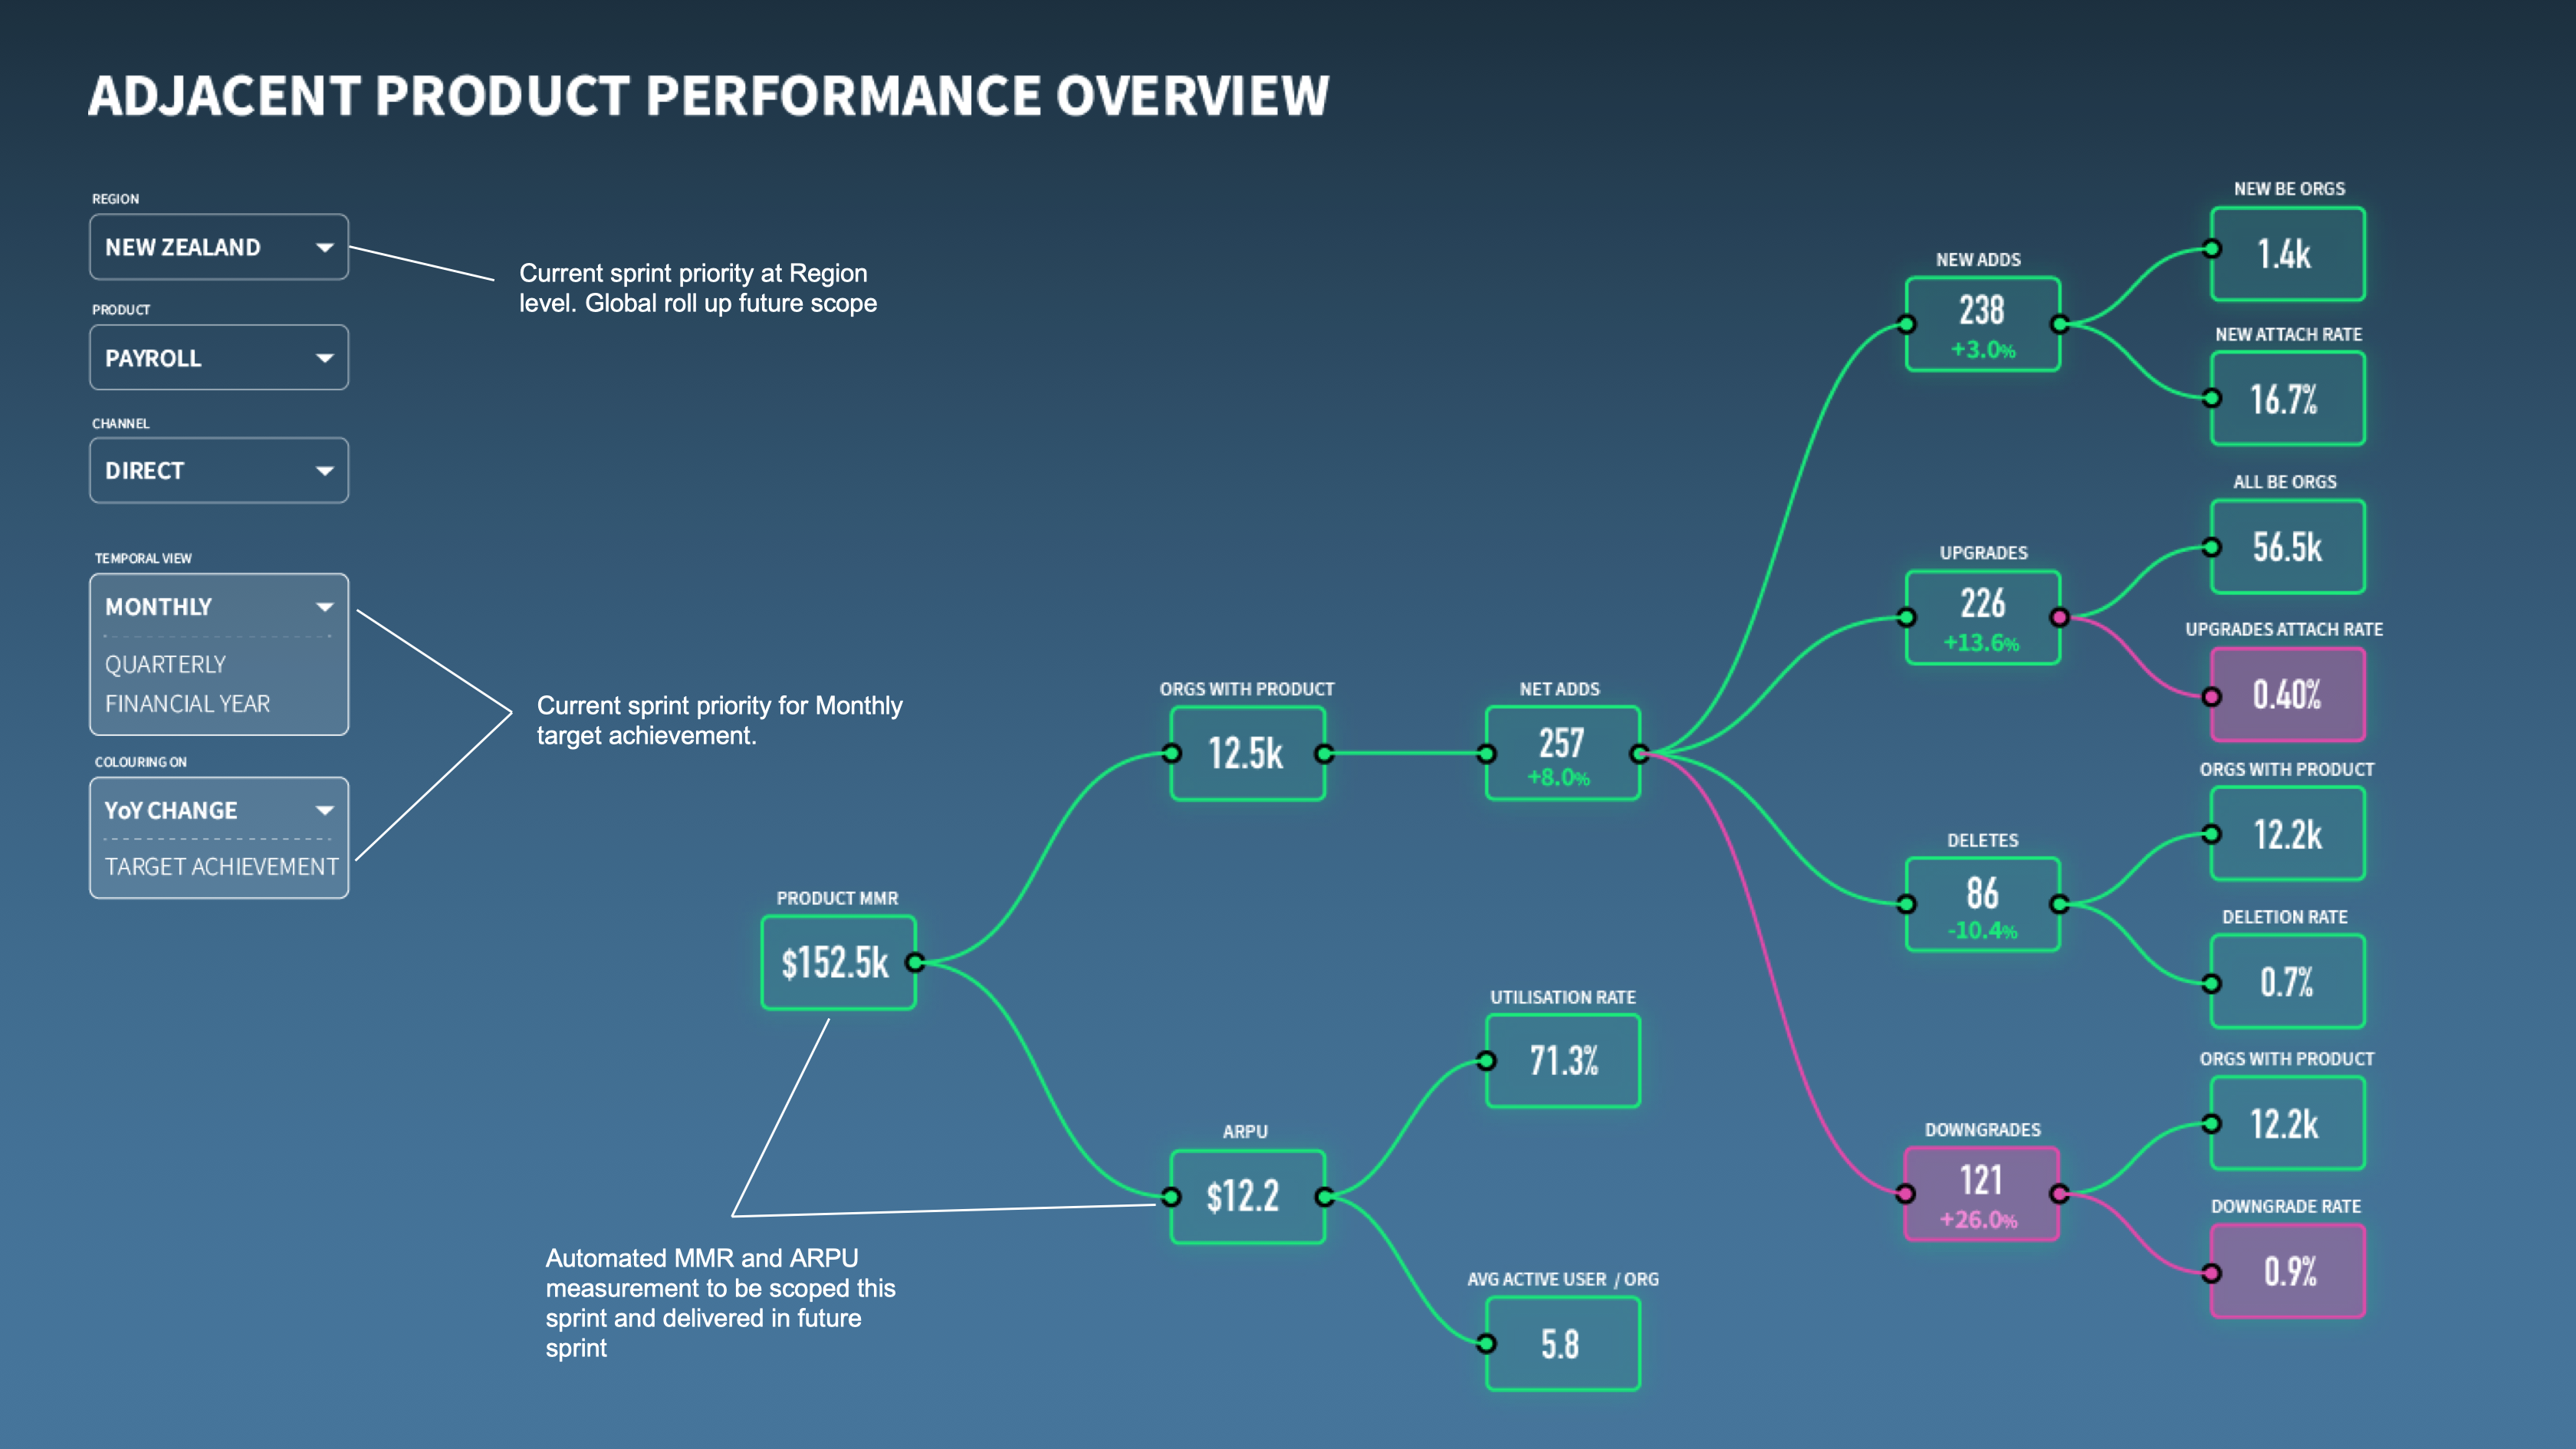 ADJACENT PRODUCT PERFORMANCE OVERVIEW
REGION
NEW ZEALAND
Current sprint priority at Region
level. Global roll up future scope
PRODUCT
PAYROLL
CHANNEL
DIRECT
TEMPORAL VIEW
MONTHLY
QUARTERLY
FINANCIAL YEAR
Current sprint priority for Monthly
target achievement.
COLOURING ON
YoY CHANGE
TARGET ACHIEVEMENT
PRODUCT MMR
$152.5k
Automated MMR and ARPU
measurement to be scoped this
sprint and delivered in future
sprint
ORGS WITH PRODUCT
12.5k
ARPU
$12.2
NET ADDS
257
+8.0%
UTILISATION RATE
71.3%
AVG ACTIVE USER / ORG
5.8
NEW ADDS
238
+3.0%
NEW BE ORGS
1.4k
NEW ATTACH RATE
16.7%
UPGRADES
226
+13.6%
ALL BE ORGS
56.5k
UPGRADES ATTACH RATE
0.40%
DELETES
86
-10.4%
ORGS WITH PRODUCT
12.2k
DELETION RATE
0.7%
DOWNGRADES
121
+26.0%
ORGS WITH PRODUCT
12.2k
DOWNGRADE RATE
0.9%